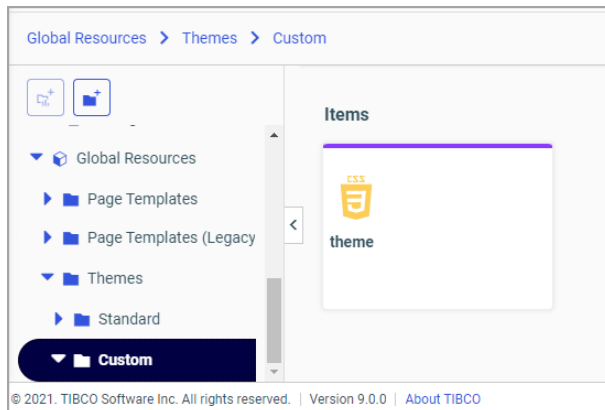 Global Resources > Themes > Custom
Items
Global Resources
Page Templates
Page Templates (Legacy
Themes
Standard
Custom
CSS
theme
© 2021. TIBCO Software Inc. All rights reserved. | Version 9.0.0 | About TIBCO